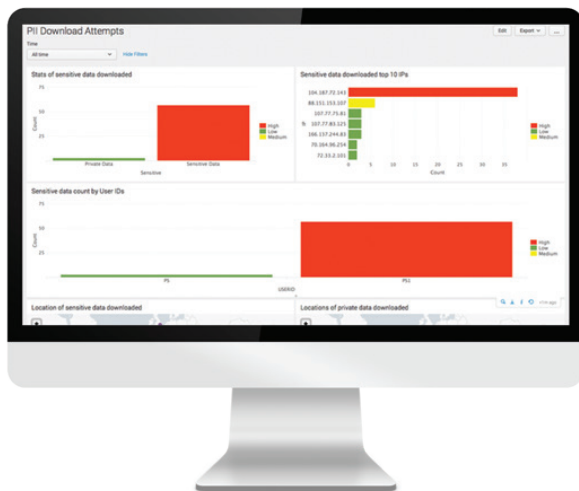 PII Download Attempts
Edit
Export
...
Time
All time
Hide Filters
Stats of sensitive data downloaded
75
50
25
Count
Private Data
Sensitive Data
Sensitive
High
Low
Medium
Sensitive data downloaded top 10 IPs
104.187.72.143
88.151.153.107
107.77.75.81
107.77.83.125
166.137.244.83
70.164.96.254
72.33.2.101
0
5
10
15
20
25
30
35
Count
High
Low
Medium
Sensitive data count by User IDs
75
50
25
Count
PS
PS1
USERID
High
Low
Medium
Location of sensitive data downloaded
Locations of private data downloaded